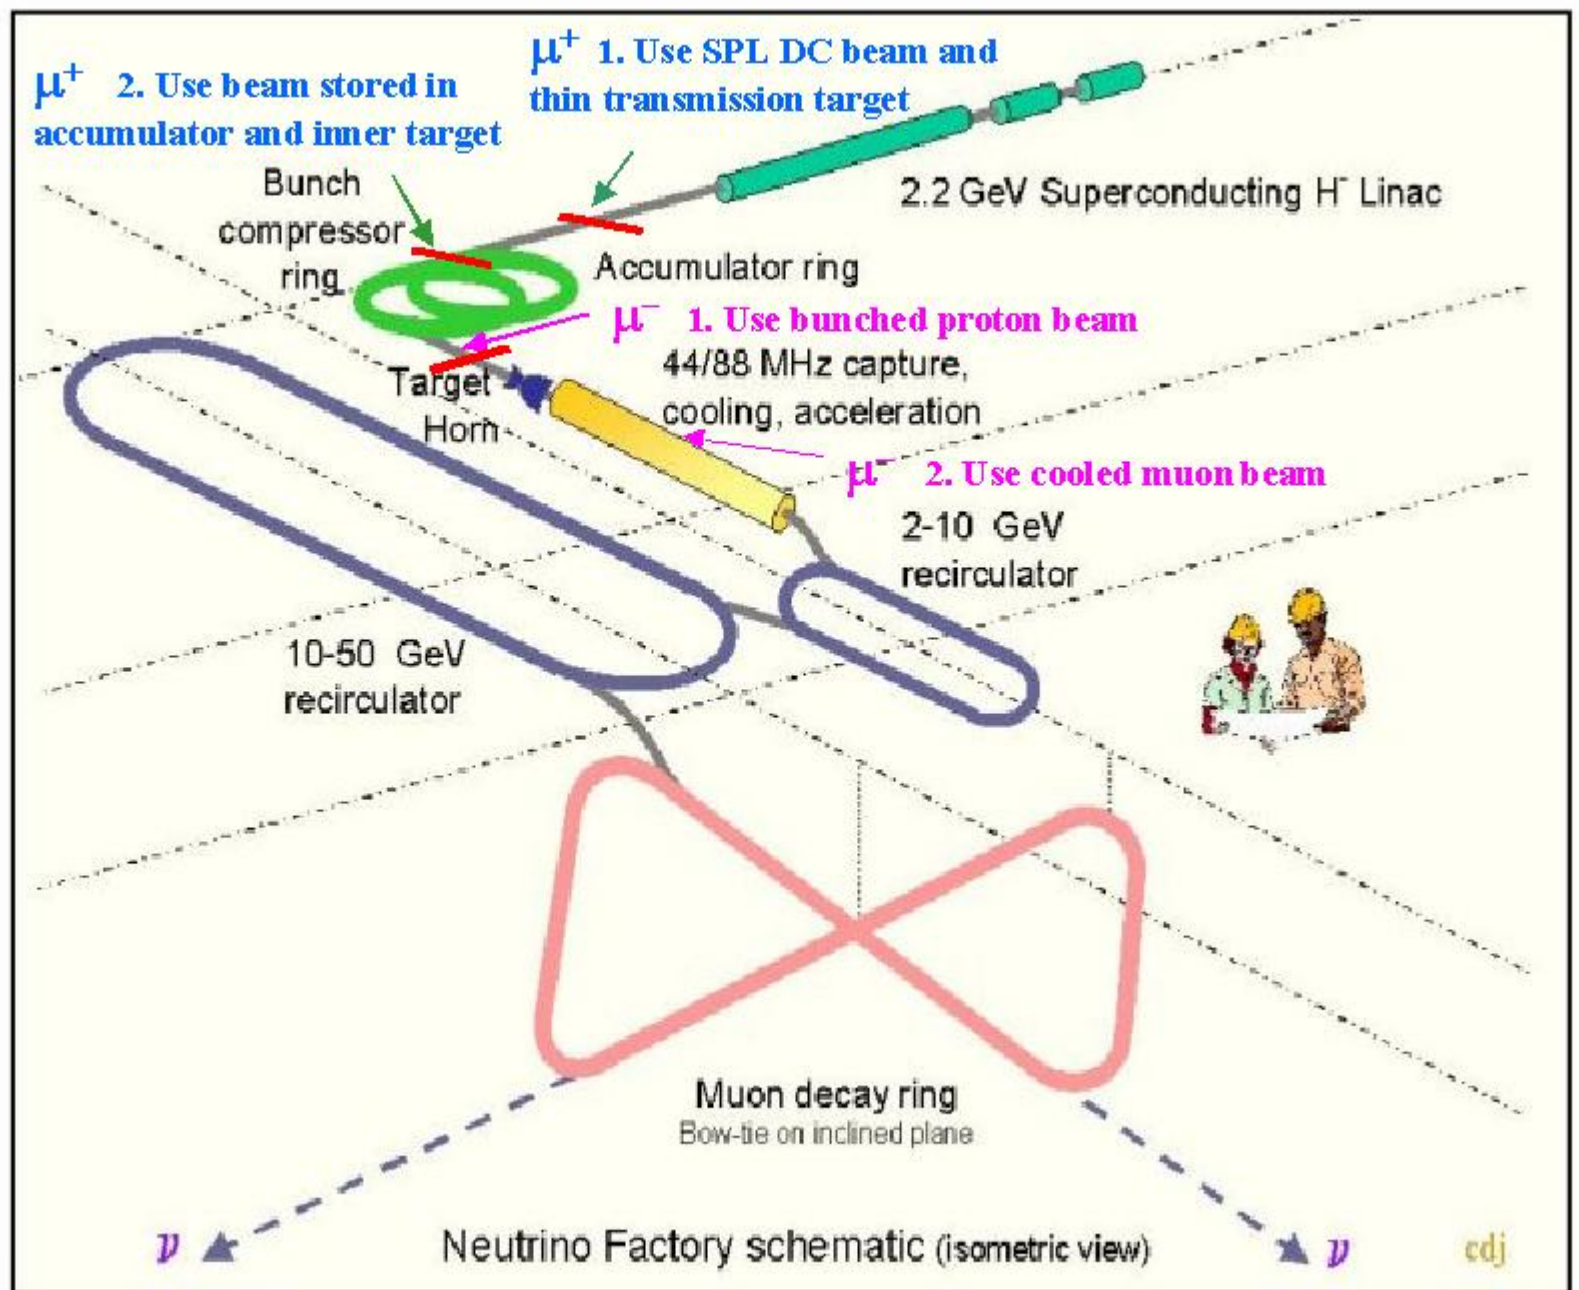 μ⁺ 1. Use SPL DC beam and
thin transmission target
μ⁺ 2. Use beam stored in
accumulator and inner target
Bunch
compressor
ring
2.2 GeV Superconducting H⁻ Linac
Accumulator ring
μ⁻ 1. Use bunched proton beam
Target
Horn
44/88 MHz capture,
cooling, acceleration
μ⁻ 2. Use cooled muon beam
2-10 GeV
recirculator
10-50 GeV
recirculator
Muon decay ring
Bow-tie on inclined plane
ν
Neutrino Factory schematic (isometric view)
ν
cdj